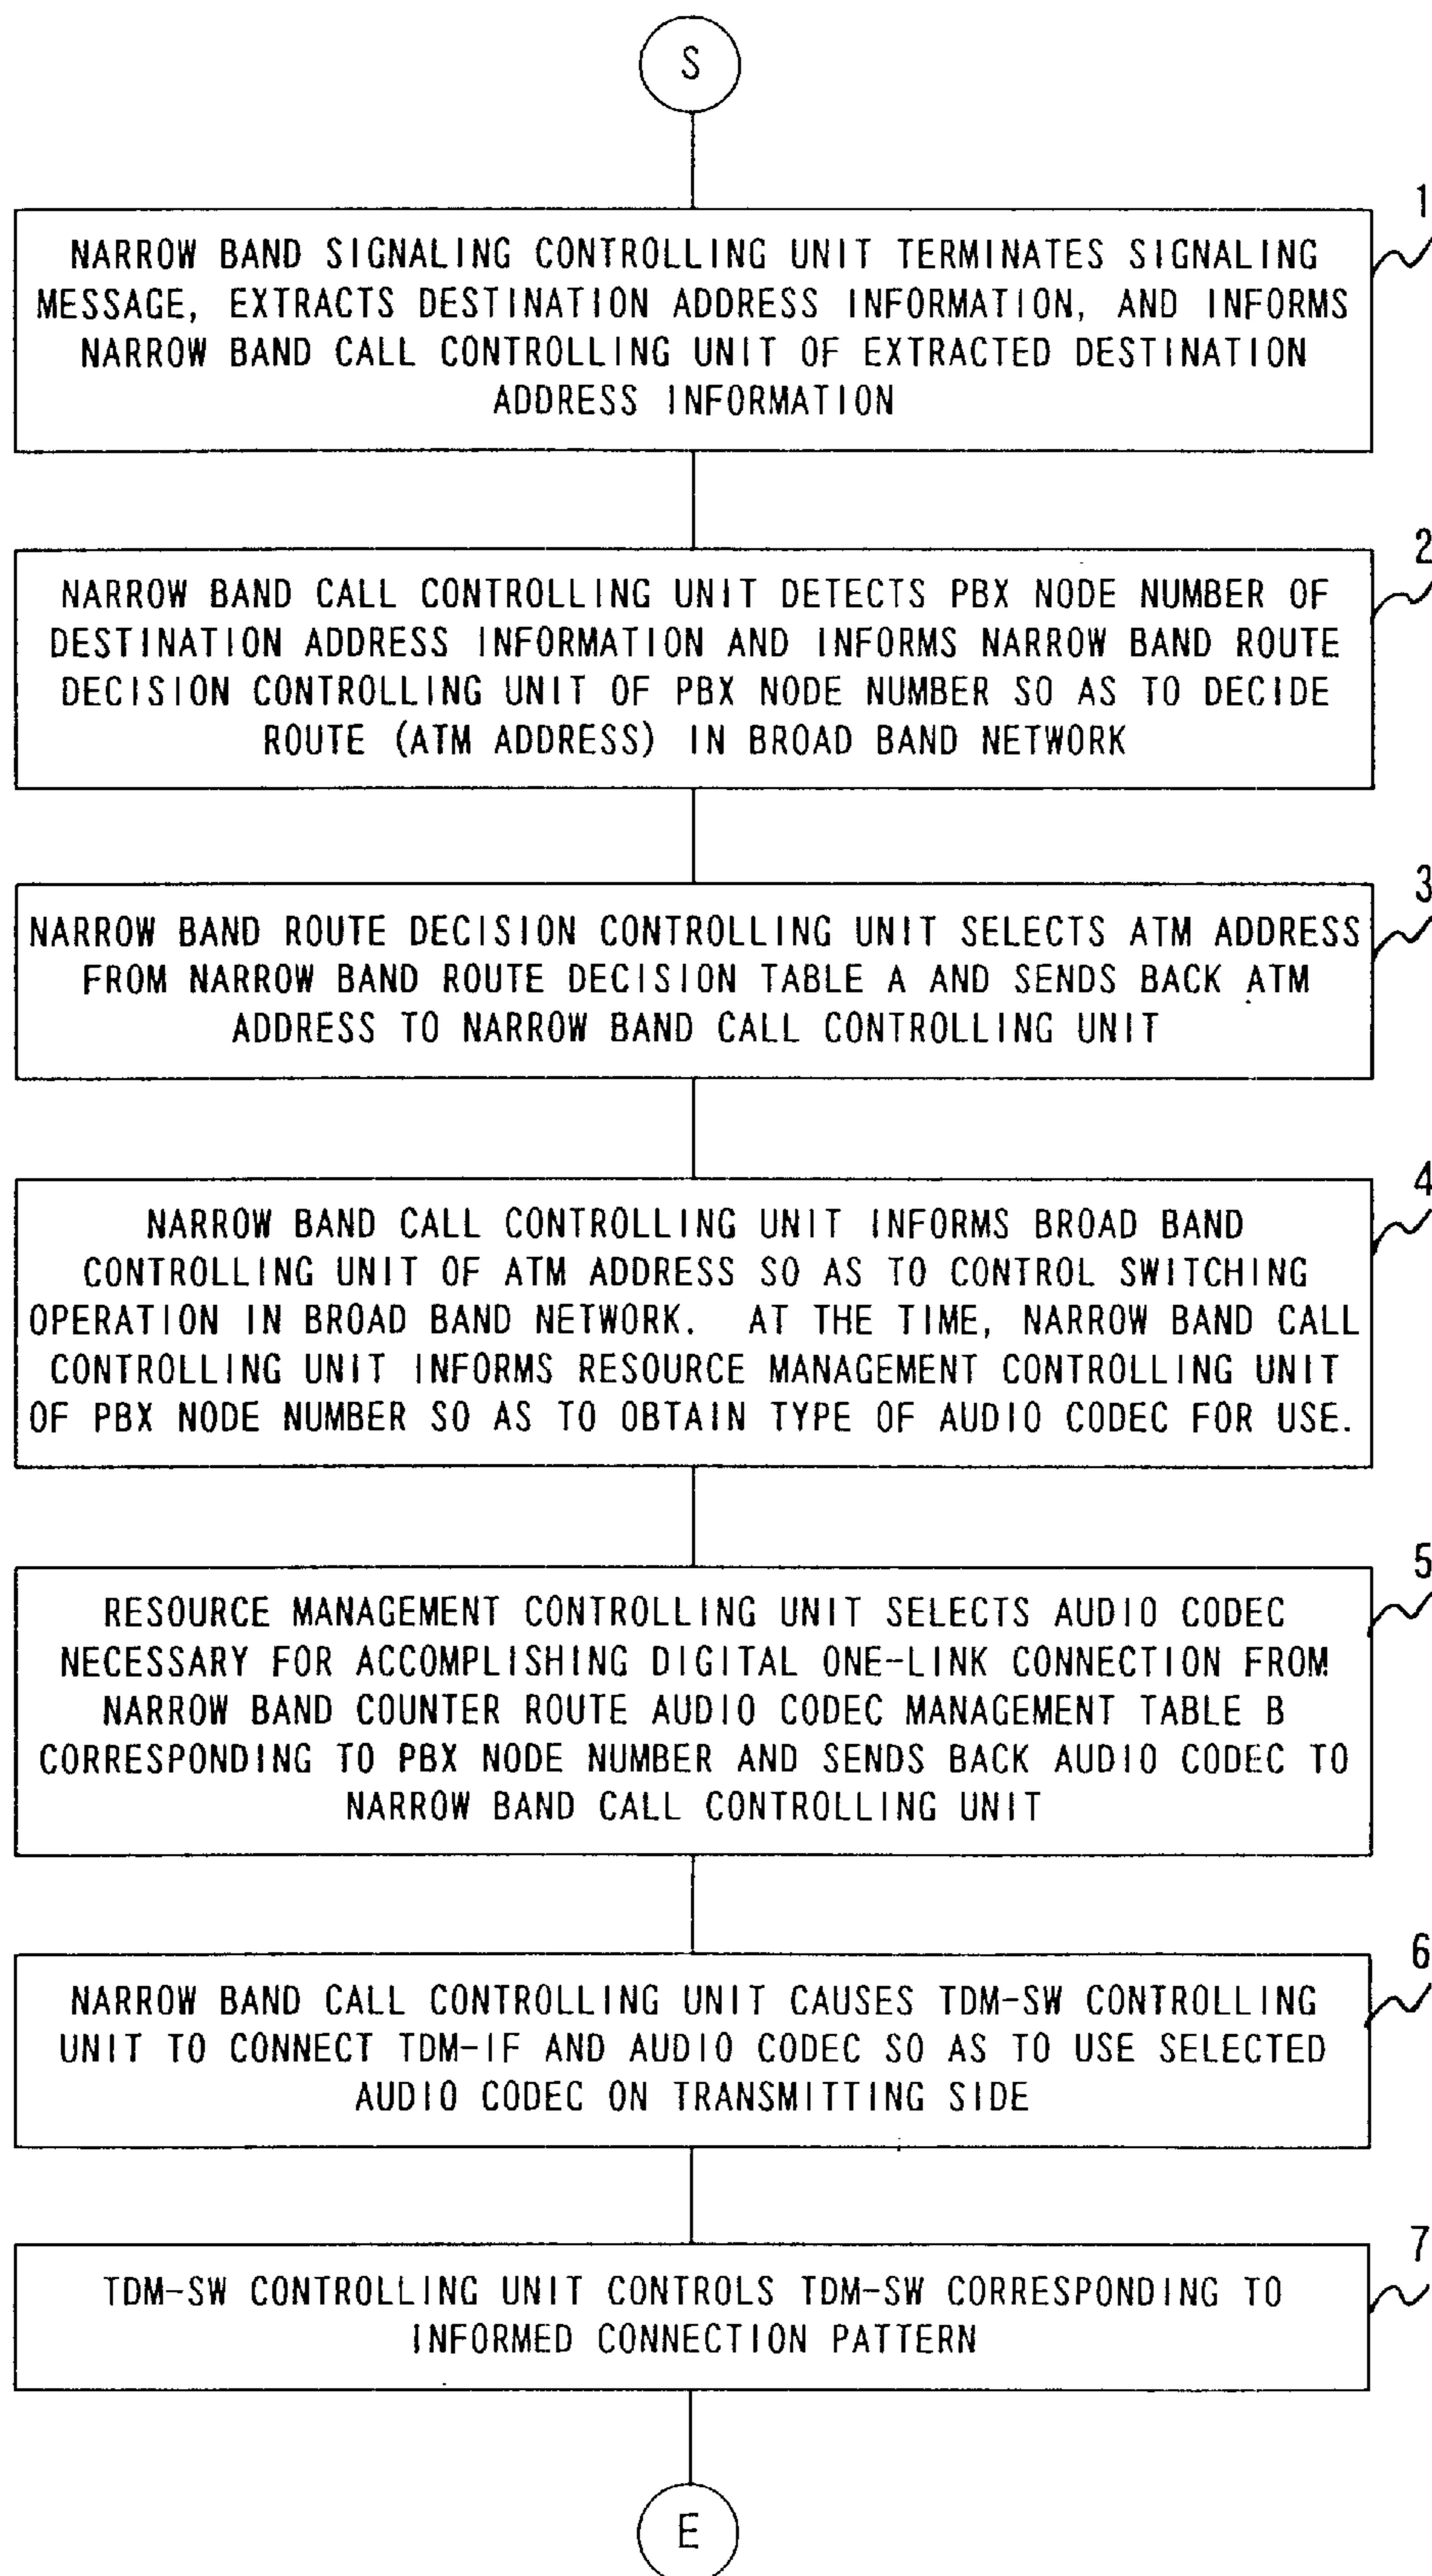 S
1
NARROW BAND SIGNALING CONTROLLING UNIT TERMINATES SIGNALING
MESSAGE, EXTRACTS DESTINATION ADDRESS INFORMATION, AND INFORMS
NARROW BAND CALL CONTROLLING UNIT OF EXTRACTED DESTINATION
ADDRESS INFORMATION
2
NARROW BAND CALL CONTROLLING UNIT DETECTS PBX NODE NUMBER OF
DESTINATION ADDRESS INFORMATION AND INFORMS NARROW BAND ROUTE
DECISION CONTROLLING UNIT OF PBX NODE NUMBER SO AS TO DECIDE
ROUTE (ATM ADDRESS) IN BROAD BAND NETWORK
3
NARROW BAND ROUTE DECISION CONTROLLING UNIT SELECTS ATM ADDRESS
FROM NARROW BAND ROUTE DECISION TABLE A AND SENDS BACK ATM
ADDRESS TO NARROW BAND CALL CONTROLLING UNIT
4
NARROW BAND CALL CONTROLLING UNIT INFORMS BROAD BAND
CONTROLLING UNIT OF ATM ADDRESS SO AS TO CONTROL SWITCHING
OPERATION IN BROAD BAND NETWORK. AT THE TIME, NARROW BAND CALL
CONTROLLING UNIT INFORMS RESOURCE MANAGEMENT CONTROLLING UNIT
OF PBX NODE NUMBER SO AS TO OBTAIN TYPE OF AUDIO CODEC FOR USE.
5
RESOURCE MANAGEMENT CONTROLLING UNIT SELECTS AUDIO CODEC
NECESSARY FOR ACCOMPLISHING DIGITAL ONE-LINK CONNECTION FROM
NARROW BAND COUNTER ROUTE AUDIO CODEC MANAGEMENT TABLE B
CORRESPONDING TO PBX NODE NUMBER AND SENDS BACK AUDIO CODEC TO
NARROW BAND CALL CONTROLLING UNIT
6
NARROW BAND CALL CONTROLLING UNIT CAUSES TDM-SW CONTROLLING
UNIT TO CONNECT TDM-IF AND AUDIO CODEC SO AS TO USE SELECTED
AUDIO CODEC ON TRANSMITTING SIDE
7
TDM-SW CONTROLLING UNIT CONTROLS TDM-SW CORRESPONDING TO
INFORMED CONNECTION PATTERN
E